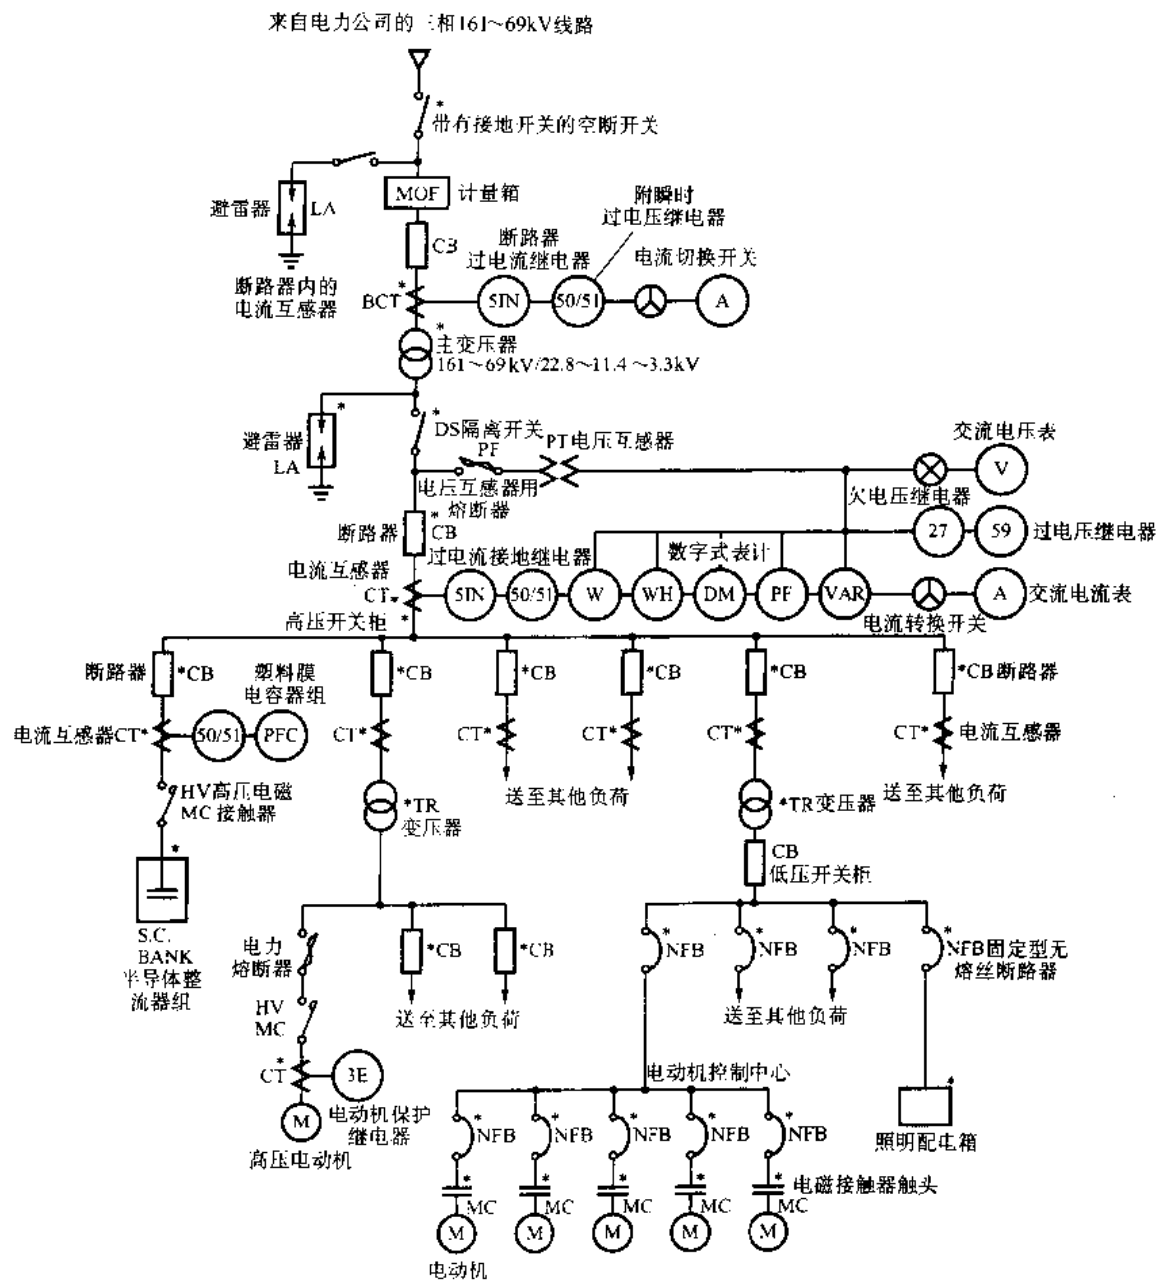 来自电力公司的三相161～69kV线路
*
带有接地开关的空断开关
避雷器
LA
MOF
计量箱
附瞬时
过电压继电器
CB
断路器
过电流继电器
电流切换开关
断路器内的
电流互感器
BCT
*
51N
50/51
A
*
主变压器
161～69kV/22.8～11.4～3.3kV
*
避雷器
LA
*
DS隔离开关
PF
PT电压互感器
交流电压表
V
电压互感器用
熔断器
欠电压继电器
断路器
*
CB
27
59
过电压继电器
过电流接地继电器
数字式表计
电流互感器
CT*
51N
50/51
W
WH
DM
PF
VAR
A
交流电流表
高压开关柜
*
电流转换开关
断路器
*CB
塑料膜
电容器组
*CB
*CB
*CB
*CB
*CB断路器
电流互感器CT*
50/51
PFC
CT*
CT*
CT*
CT*
CT*
电流互感器
HV高压电磁
MC接触器
*TR
变压器
送至其他负荷
*TR变压器
送至其他负荷
*
CB
低压开关柜
S.C.
BANK
半导体整
流器组
电力
熔断器
*CB
*CB
*
NFB
*
NFB
*
NFB
*
NFB固定型无
熔丝断路器
HV
MC
送至其他负荷
送至其他负荷
CT
*
3E
电动机控制中心
M
电动机保护
继电器
高压电动机
*
NFB
*
NFB
*
NFB
*
NFB
*
NFB
*
照明配电箱
*
MC
*
MC
*
MC
*
MC
*
MC
电磁接触器触头
M
M
M
M
M
电动机